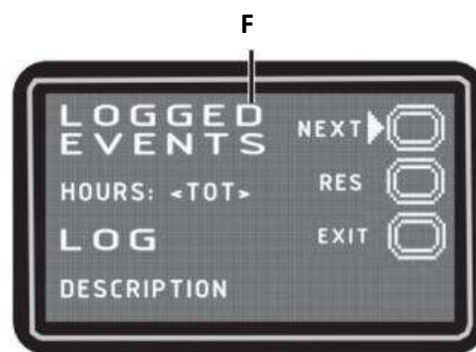 F
LOGGED
EVENTS
NEXT
HOURS: <TOT>
RES
LOG
EXIT
DESCRIPTION